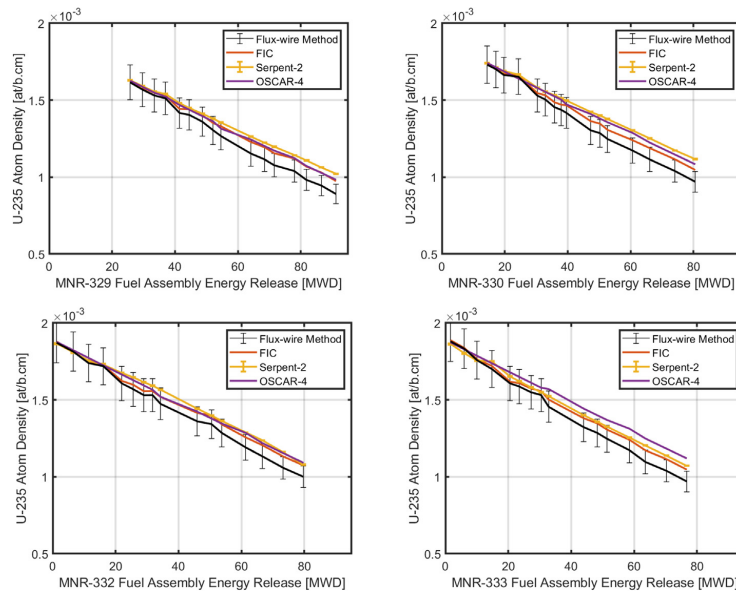 ×10⁻³
2
1.5
1
0.5
U-235 Atom Density [at/b.cm]
Flux-wire Method
FIC
Serpent-2
OSCAR-4
0 20 40 60 80
MNR-329 Fuel Assembly Energy Release [MWD]
×10⁻³
2
1.5
1
0.5
U-235 Atom Density [at/b.cm]
Flux-wire Method
FIC
Serpent-2
OSCAR-4
0 20 40 60 80
MNR-330 Fuel Assembly Energy Release [MWD]
×10⁻³
2
1.5
1
0.5
U-235 Atom Density [at/b.cm]
Flux-wire Method
FIC
Serpent-2
OSCAR-4
0 20 40 60 80
MNR-332 Fuel Assembly Energy Release [MWD]
×10⁻³
2
1.5
1
0.5
U-235 Atom Density [at/b.cm]
Flux-wire Method
FIC
Serpent-2
OSCAR-4
0 20 40 60 80
MNR-333 Fuel Assembly Energy Release [MWD]